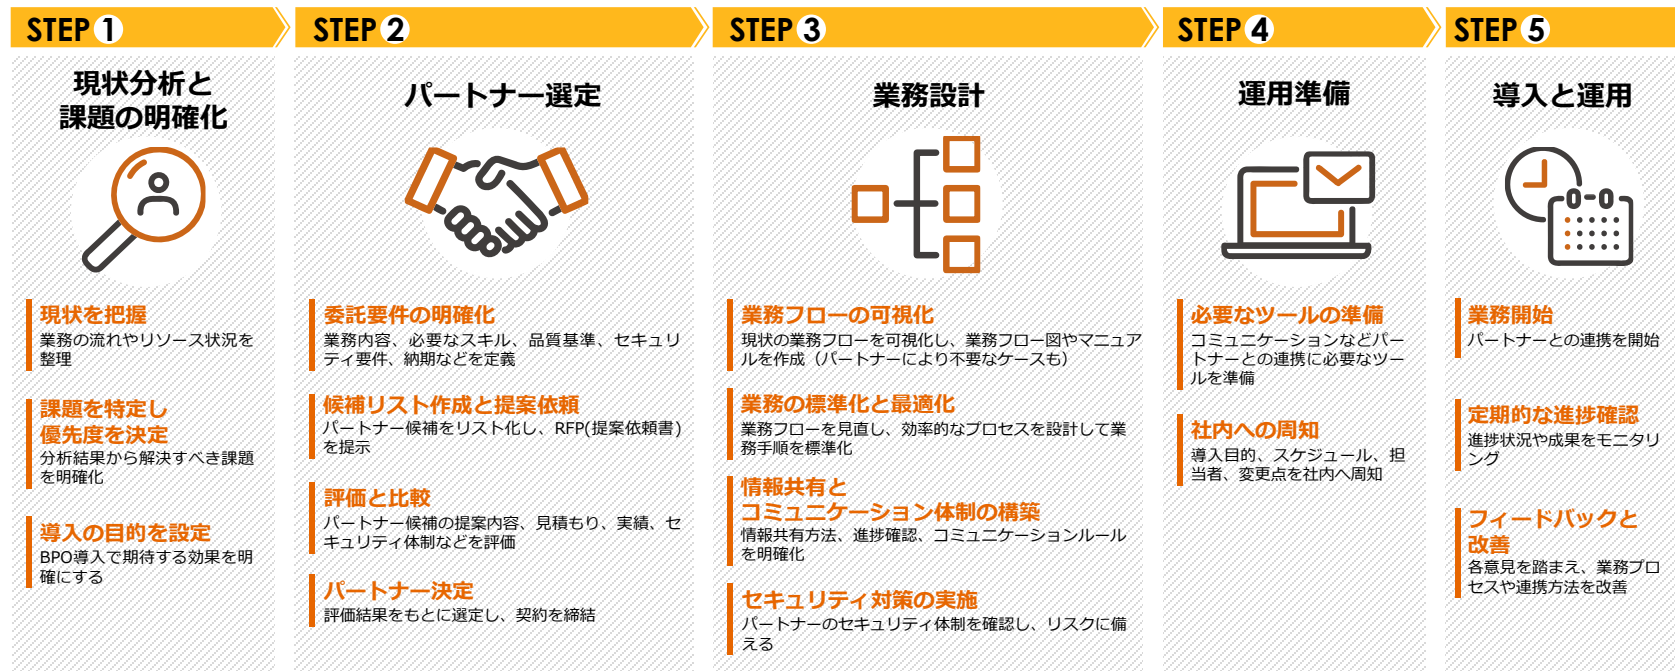 STEP 1
現状分析と
課題の明確化
現状を把握
業務の流れやリソース状況を
整理
課題を特定し
優先度を決定
分析結果から解決すべき課題
を明確化
導入の目的を設定
BPO導入で期待する効果を明
確にする
STEP 2
パートナー選定
委託要件の明確化
業務内容、必要なスキル、品質基準、セキュリ
ティ要件、納期などを定義
候補リスト作成と提案依頼
パートナー候補をリスト化し、RFP(提案依頼書)
を提示
評価と比較
パートナー候補の提案内容、見積もり、実績、セ
キュリティ体制などを評価
パートナー決定
評価結果をもとに選定し、契約を締結
STEP 3
業務設計
業務フローの可視化
現状の業務フローを可視化し、業務フロー図やマニュア
ルを作成（パートナーにより不要なケースも）
業務の標準化と最適化
業務フローを見直し、効率的なプロセスを設計して業
務手順を標準化
情報共有と
コミュニケーション体制の構築
情報共有方法、進捗確認、コミュニケーションルール
を明確化
セキュリティ対策の実施
パートナーのセキュリティ体制を確認し、リスクに備
える
STEP 4
運用準備
必要なツールの準備
コミュニケーションなどパー
トナーとの連携に必要なツー
ルを準備
社内への周知
導入目的、スケジュール、担
当者、変更点を社内へ周知
STEP 5
導入と運用
業務開始
パートナーとの連携を開始
定期的な進捗確認
進捗状況や成果をモニタリ
ング
フィードバックと
改善
各意見を踏まえ、業務プロ
セスや連携方法を改善